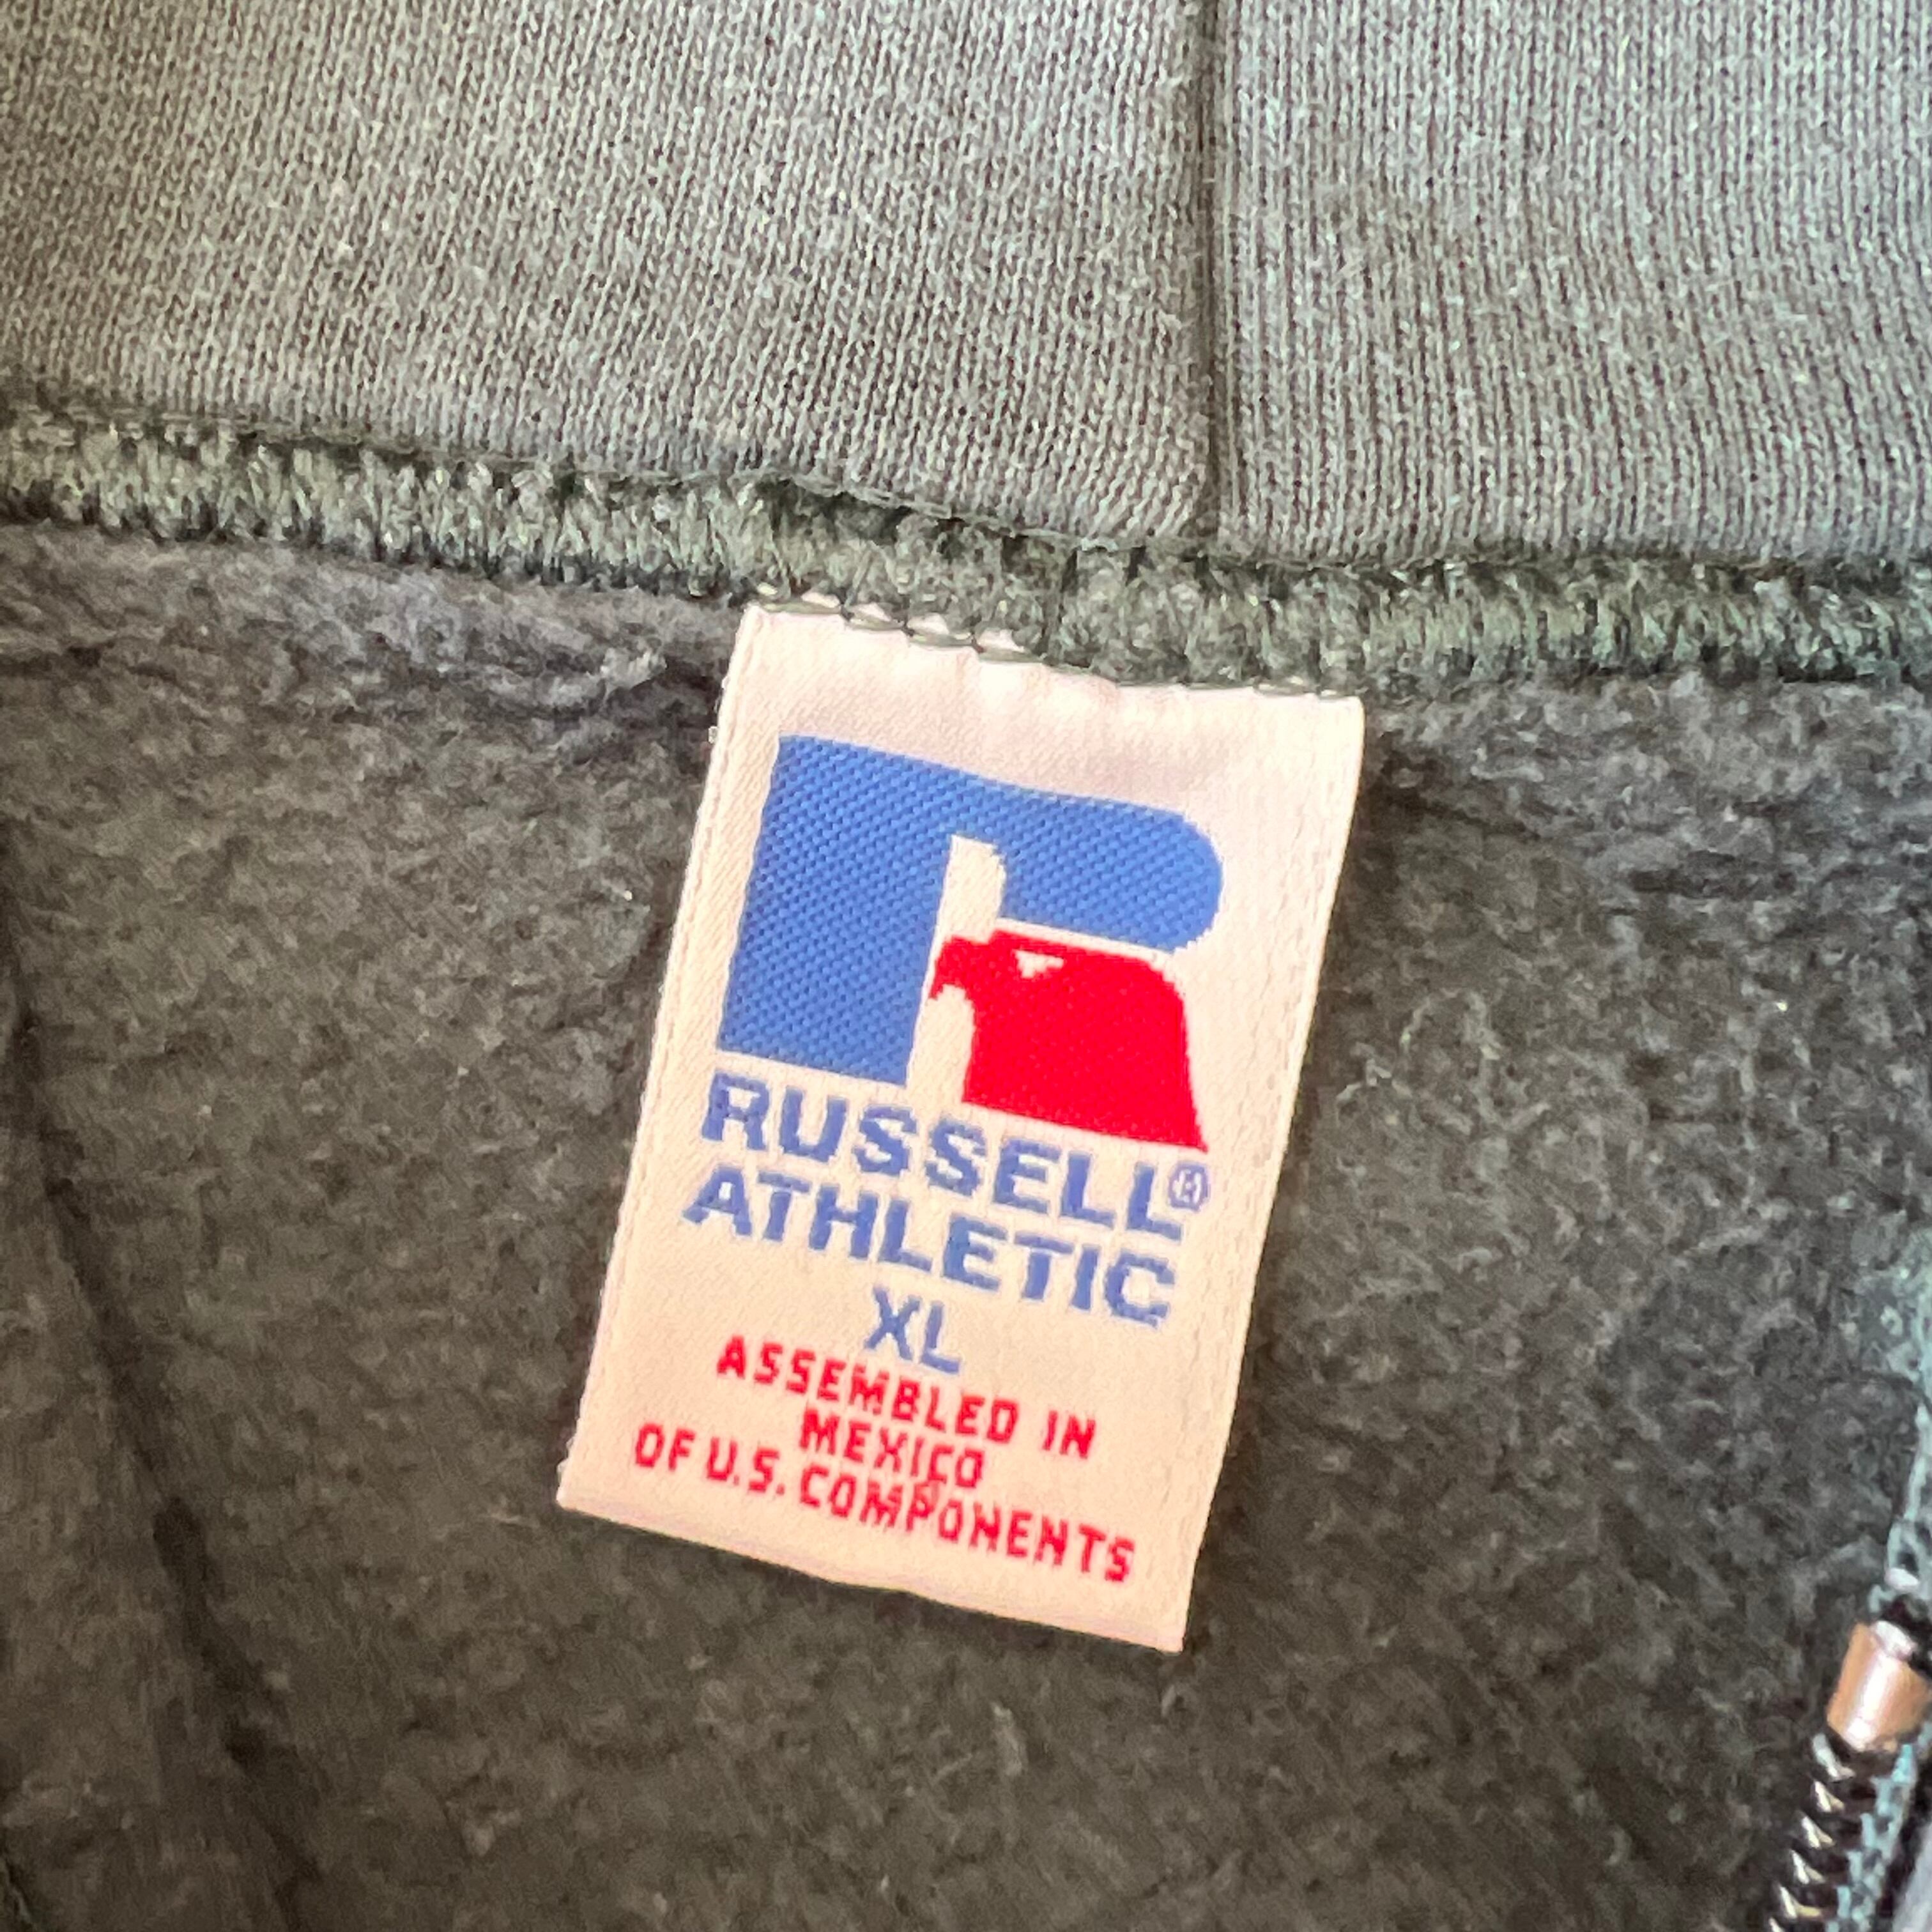 RUSSELL®
ATHLETIC
XL
ASSEMBLED IN
MEXICO
OF U.S. COMPONENTS